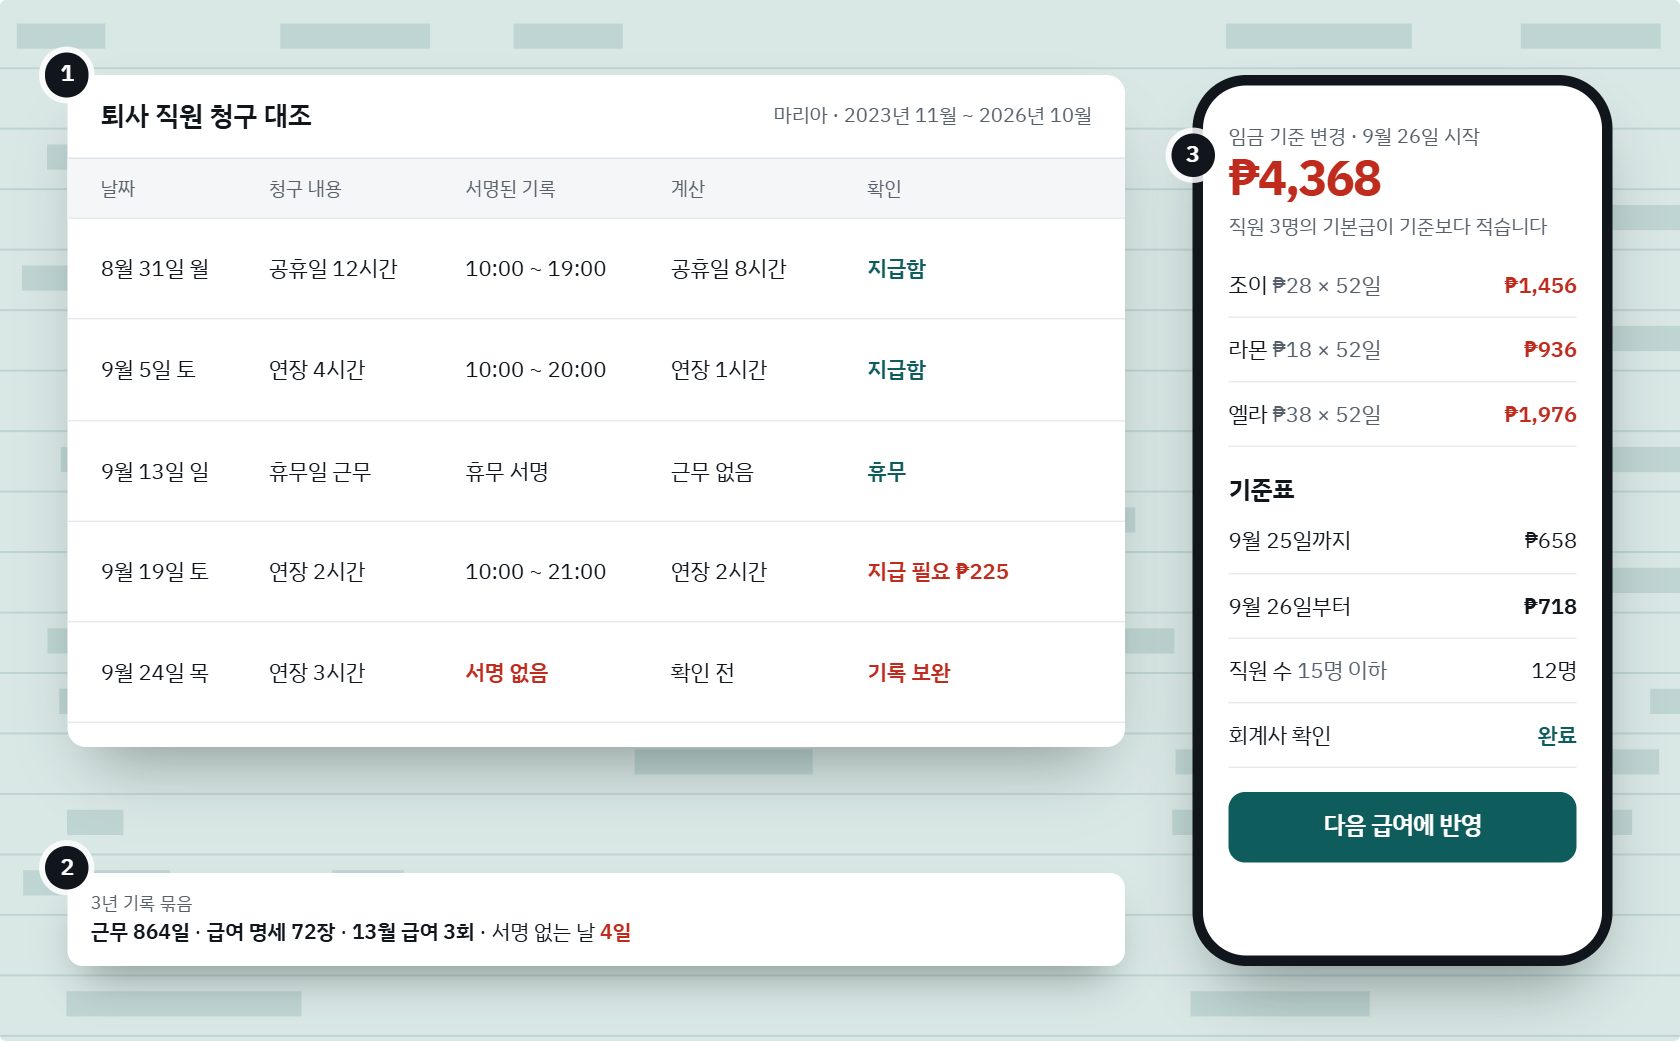 1
퇴사 직원 청구 대조
마리아 · 2023년 11월 ~ 2026년 10월
날짜 청구 내용 서명된 기록 계산 확인
8월 31일 월 공휴일 12시간 10:00 ~ 19:00 공휴일 8시간 지급함
9월 5일 토 연장 4시간 10:00 ~ 20:00 연장 1시간 지급함
9월 13일 일 휴무일 근무 휴무 서명 근무 없음 휴무
9월 19일 토 연장 2시간 10:00 ~ 21:00 연장 2시간 지급 필요 ₱225
9월 24일 목 연장 3시간 서명 없음 확인 전 기록 보완
2
3년 기록 묶음
근무 864일 · 급여 명세 72장 · 13월 급여 3회 · 서명 없는 날 4일
3
임금 기준 변경 · 9월 26일 시작
₱4,368
직원 3명의 기본급이 기준보다 적습니다
조이 ₱28 × 52일 ₱1,456
라몬 ₱18 × 52일 ₱936
엘라 ₱38 × 52일 ₱1,976
기준표
9월 25일까지 ₱658
9월 26일부터 ₱718
직원 수 15명 이하 12명
회계사 확인 완료
다음 급여에 반영